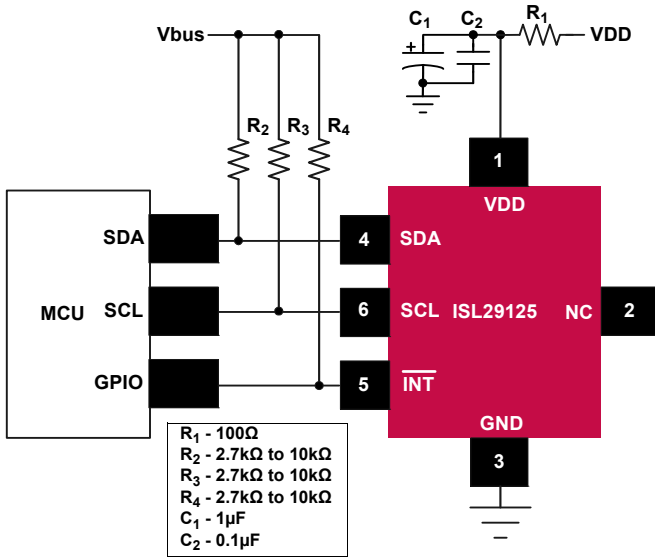 C1 C2 R1
+
Vbus VDD
R2 R3 R4
1
VDD
SDA 4 SDA
MCU SCL 6 SCL ISL29125 NC 2
GPIO 5 I̅N̅T̅
GND
3
R1 - 100Ω
R2 - 2.7kΩ to 10kΩ
R3 - 2.7kΩ to 10kΩ
R4 - 2.7kΩ to 10kΩ
C1 - 1µF
C2 - 0.1µF